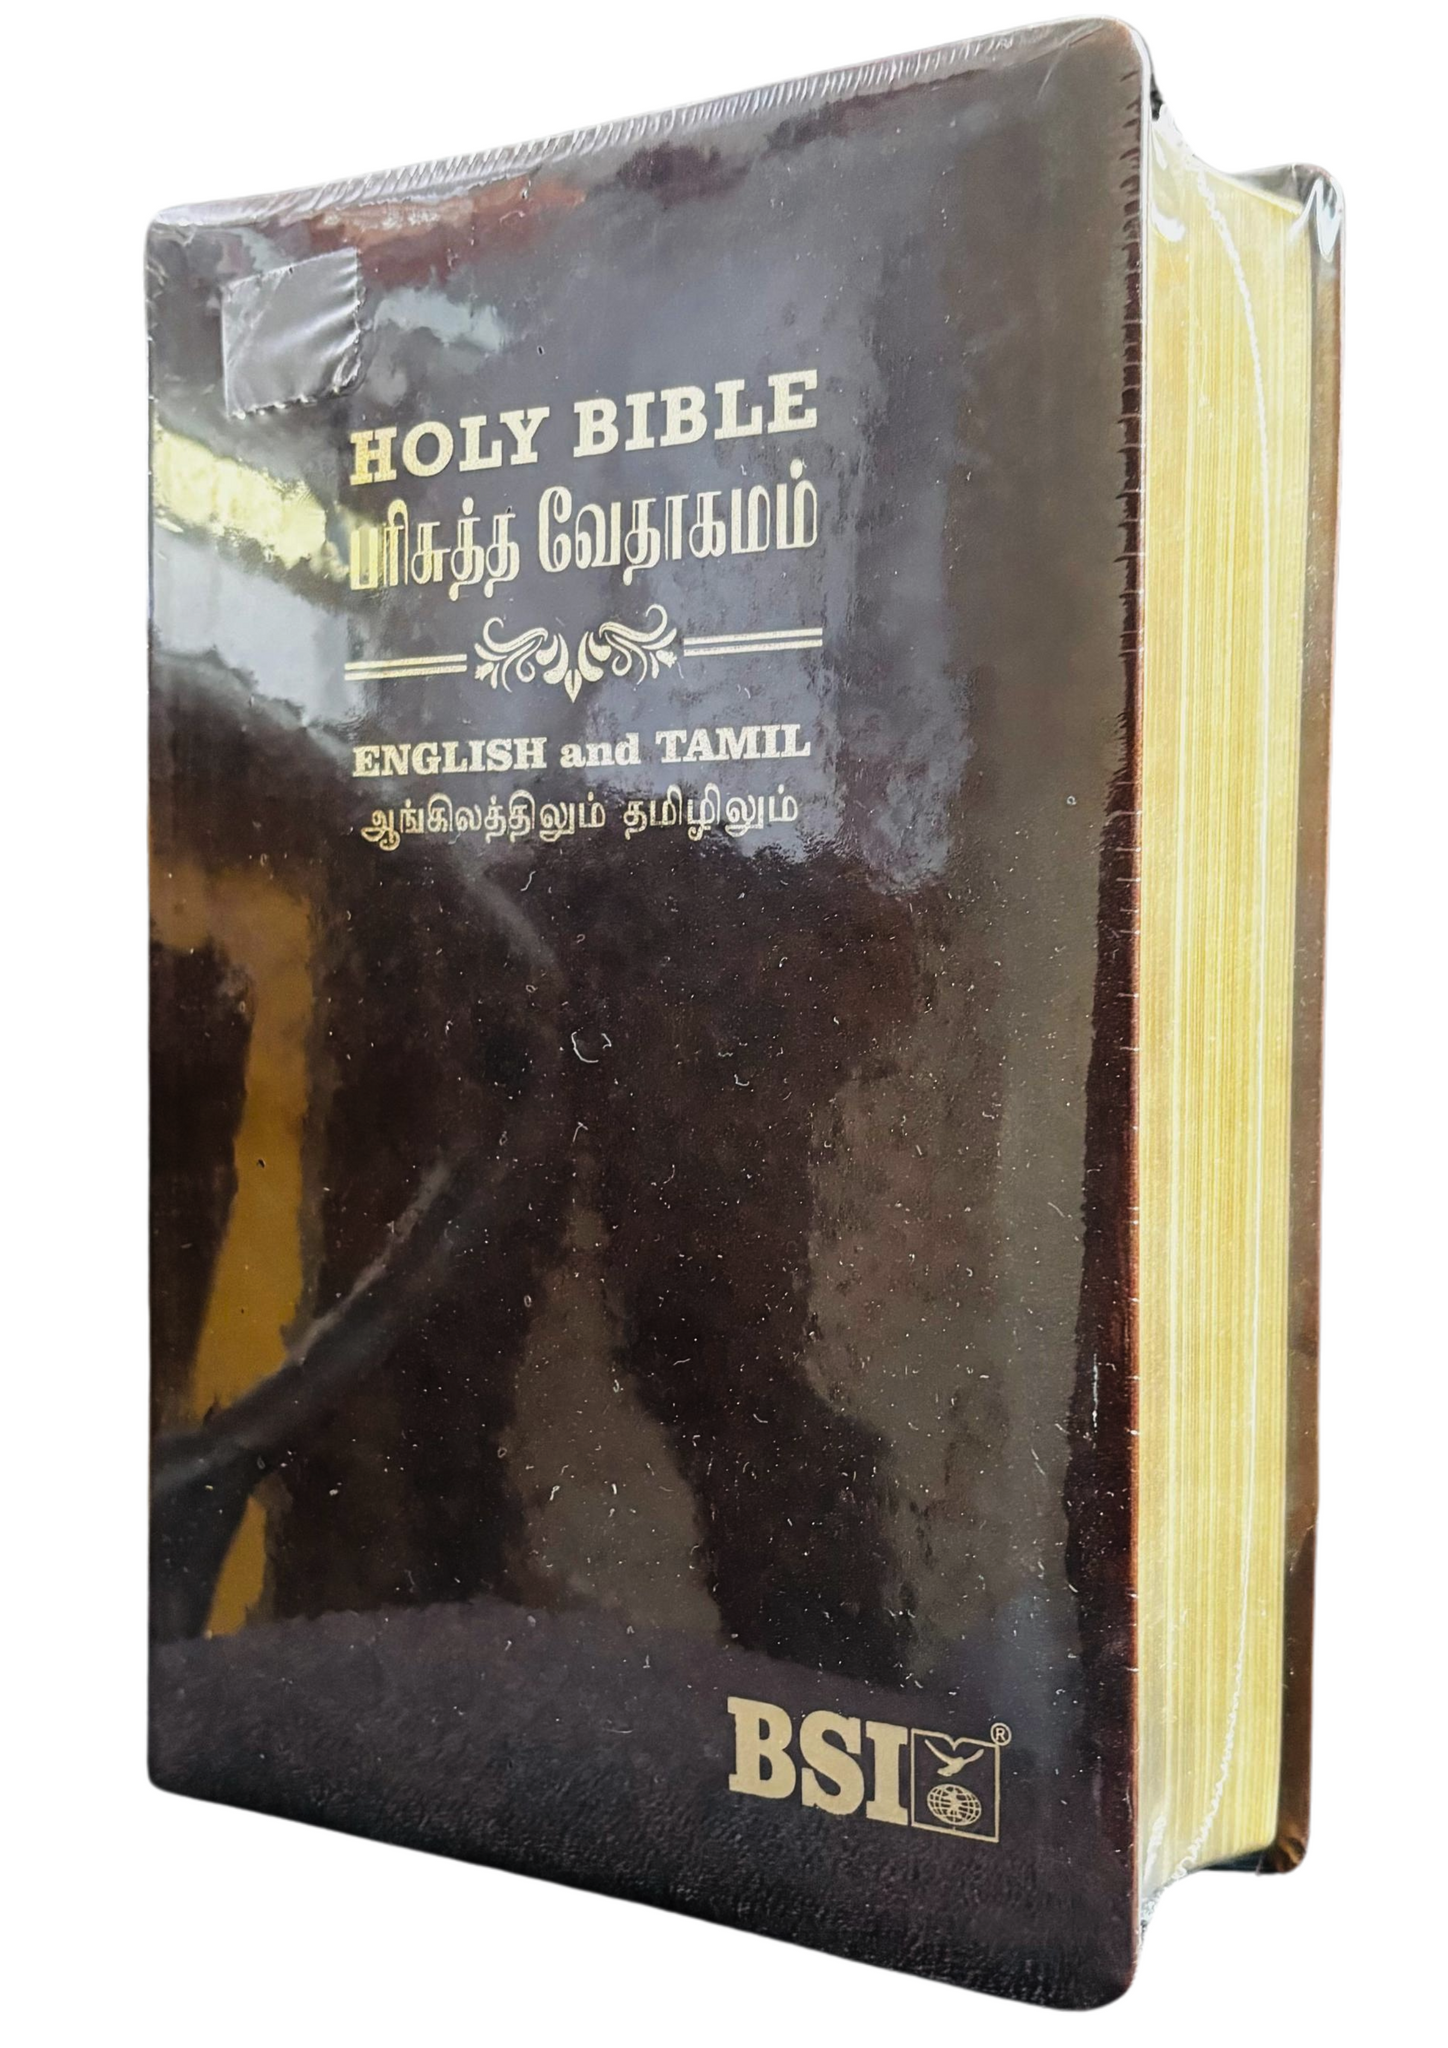 HOLY BIBLE
பரிசுத்த வேதாகமம்
ENGLISH and TAMIL
ஆங்கிலத்திலும் தமிழிலும்
BSI ®